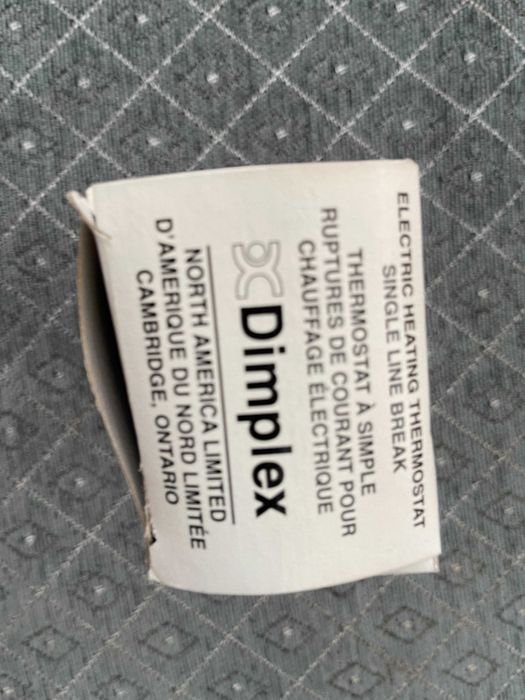 ELECTRIC HEATING THERMOSTAT
SINGLE LINE BREAK
THERMOSTAT À SIMPLE
RUPTURES DE COURANT POUR
CHAUFFAGE ÉLECTRIQUE
Dimplex
NORTH AMERICA LIMITED
D'AMERIQUE DU NORD LIMITÉE
CAMBRIDGE, ONTARIO